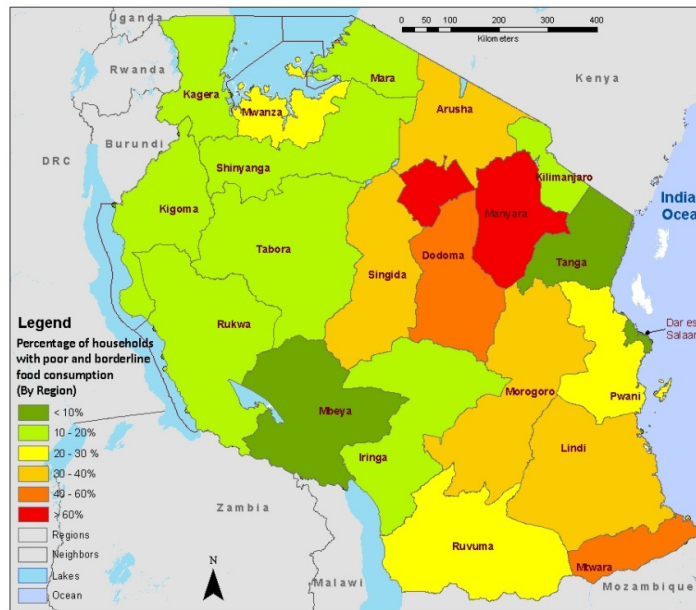 Uganda
Rwanda
Burundi
DRC
Kenya
Zambia
Malawi
Mozambique
0 50 100 200 300 400
Kilometers
Kagera
Mara
Mwanza
Arusha
Shinyanga
Kilimanjaro
Kigoma
Manyara
Tabora
Dodoma
Singida
Tanga
Rukwa
Mbeya
Morogoro
Pwani
Iringa
Lindi
Ruvuma
Mtwara
India
Ocea
Dar es
Salaan
Legend
Percentage of households
with poor and borderline
food consumption
(By Region)
< 10%
10 - 20%
20 - 30 %
30 - 40%
40 - 60%
> 60%
Regions
Neighbors
Lakes
Ocean
N